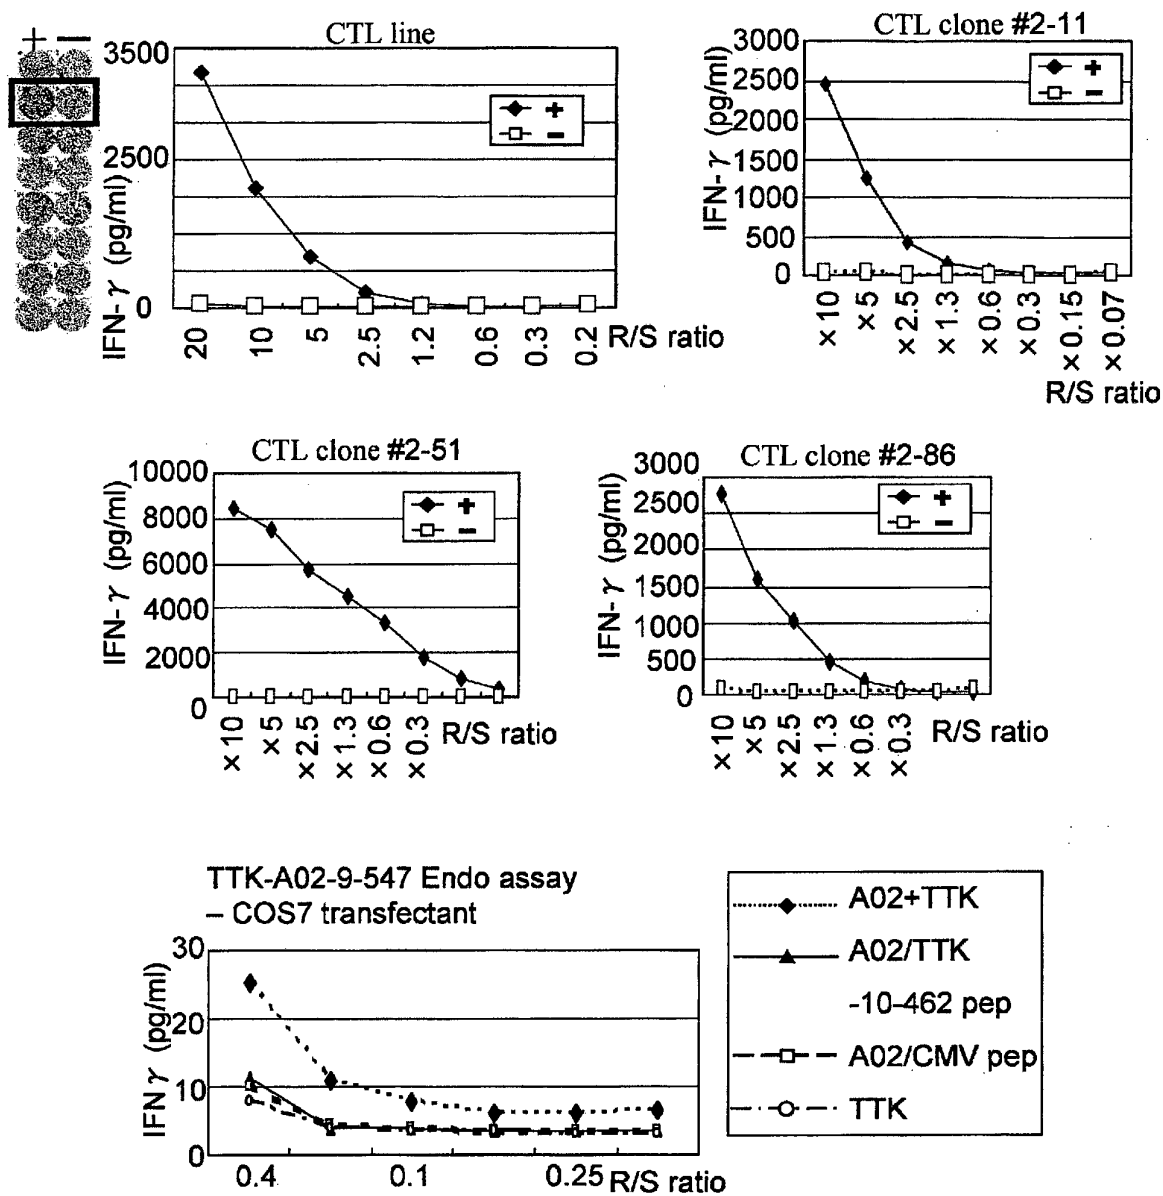 + −
CTL line
3500
2500
0
IFN-γ (pg/ml)
+
−
20 10 5 2.5 1.2 0.6 0.3 0.2 R/S ratio
CTL clone #2-11
3000
2500
2000
1500
1000
500
0
IFN-γ (pg/ml)
+
−
×10 ×5 ×2.5 ×1.3 ×0.6 ×0.3 ×0.15 ×0.07
R/S ratio
CTL clone #2-51
10000
8000
6000
4000
2000
0
IFN-γ (pg/ml)
+
−
×10 ×5 ×2.5 ×1.3 ×0.6 ×0.3 R/S ratio
CTL clone #2-86
3000
2500
2000
1500
1000
500
0
IFN-γ (pg/ml)
+
−
×10 ×5 ×2.5 ×1.3 ×0.6 ×0.3 R/S ratio
TTK-A02-9-547 Endo assay
– COS7 transfectant
30
20
10
0
IFNγ (pg/ml)
0.4 0.1 0.25 R/S ratio
A02+TTK
A02/TTK
-10-462 pep
A02/CMV pep
TTK